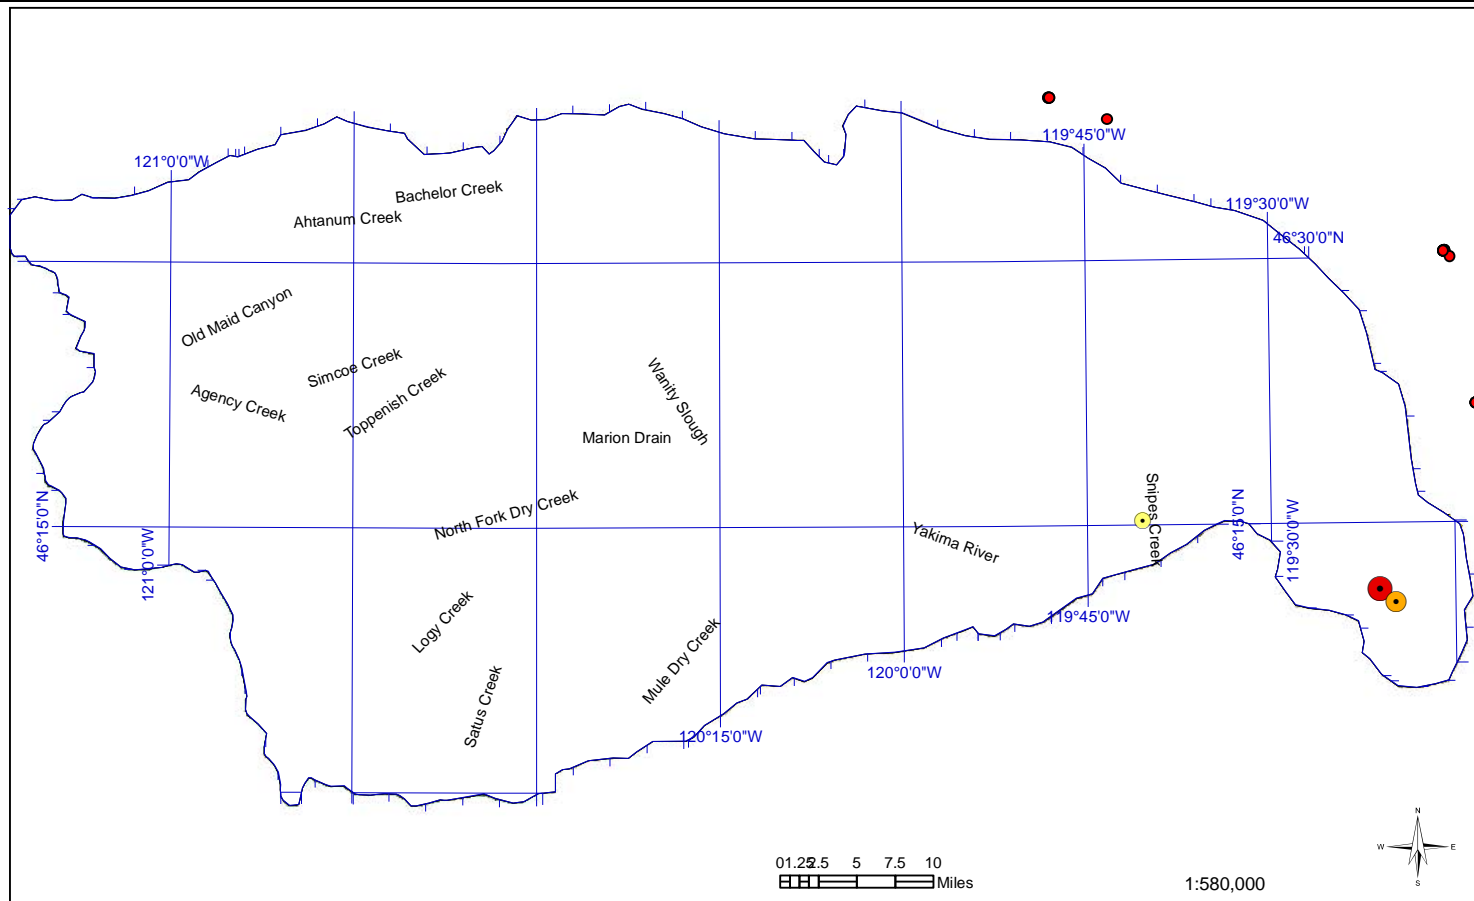 119°45'0"W
121°0'0"W
Bachelor Creek
119°30'0"W
Ahtanum Creek
46°30'0"N
Old Maid Canyon
Simcoe Creek
Toppenish Creek
Agency Creek
Wanity Slough
Marion Drain
North Fork Dry Creek
Snipes Creek
46°15'0"N
46°15'0"N
Yakima River
119°30'0"W
121°0'0"W
Logy Creek
119°45'0"W
Mule Dry Creek
120°0'0"W
Satus Creek
120°15'0"W
N
W E
S
0 1.25 2.5 5 7.5 10
Miles
1:580,000